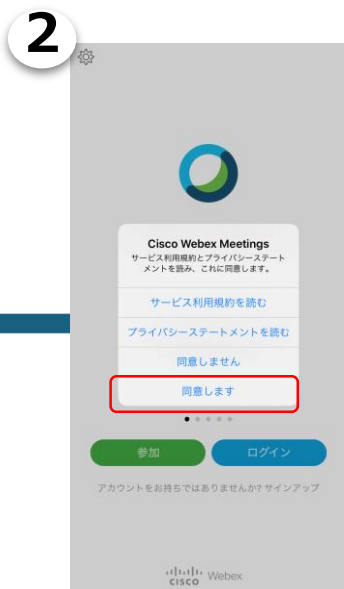 2
Cisco Webex Meetings
サービス利用規約とプライバシーステート
メントを読み、これに同意します。
サービス利用規約を読む
プライバシーステートメントを読む
同意しません
同意します
参加
ログイン
アカウントをお持ちではありませんか? サインアップ
CISCO Webex